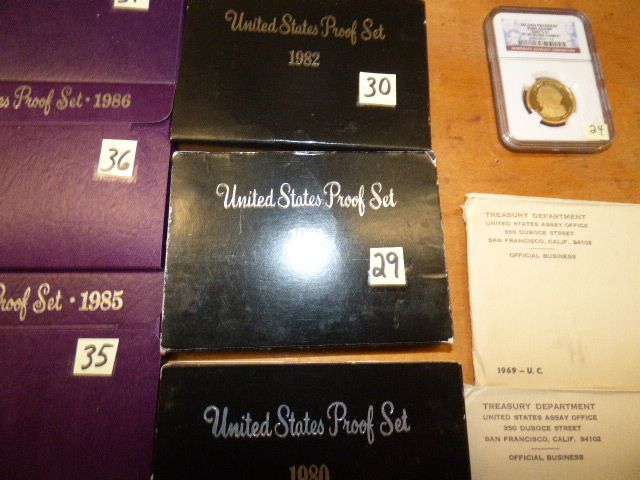 Proof Set · 1986
36
Proof Set · 1985
35
United States Proof Set
1982
30
United States Proof Set
29
United States Proof Set
1980
24
TREASURY DEPARTMENT
UNITED STATES ASSAY OFFICE
350 DUBOCE STREET
SAN FRANCISCO, CALIF. 94102
OFFICIAL BUSINESS
1969 – U. C.
TREASURY DEPARTMENT
UNITED STATES ASSAY OFFICE
350 DUBOCE STREET
SAN FRANCISCO, CALIF. 94102
OFFICIAL BUSINESS